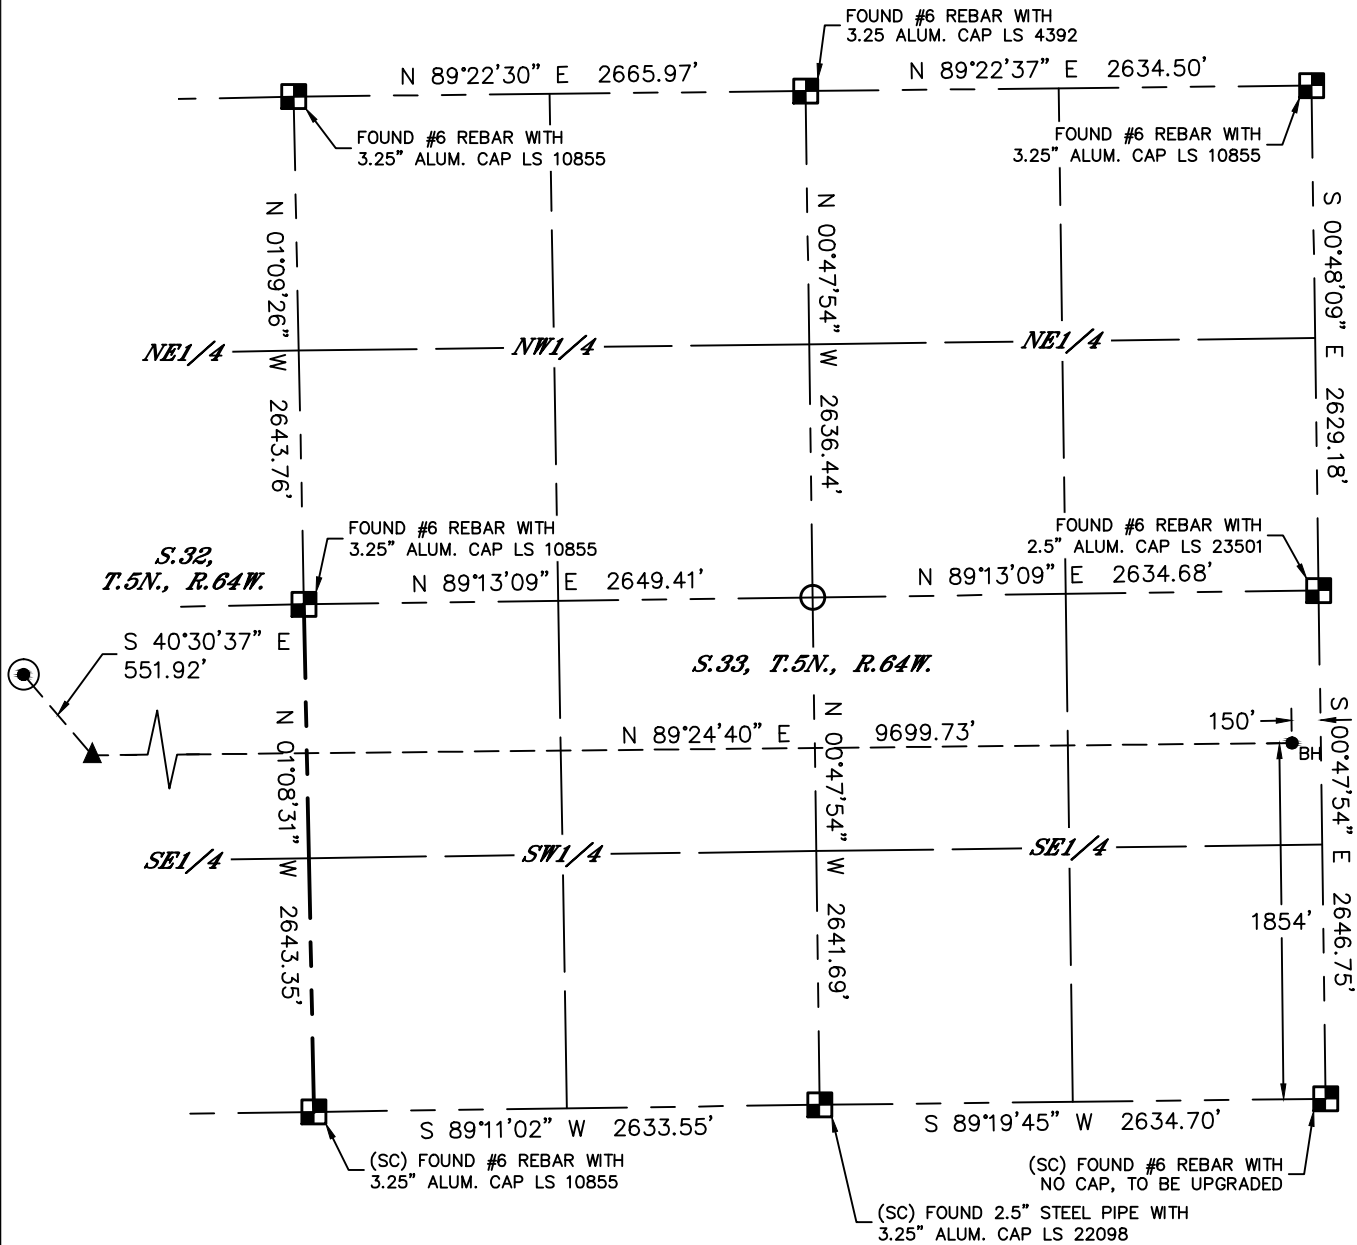 FOUND #6 REBAR WITH
3.25 ALUM. CAP LS 4392
N 89°22'30" E 2665.97'
N 89°22'37" E 2634.50'
FOUND #6 REBAR WITH
3.25" ALUM. CAP LS 10855
FOUND #6 REBAR WITH
3.25" ALUM. CAP LS 10855
N 01°09'26" W 2643.76'
N 00°47'54" W 2636.44'
S 00°48'09" E 2629.18'
NE1/4
NW1/4
NE1/4
FOUND #6 REBAR WITH
3.25" ALUM. CAP LS 10855
FOUND #6 REBAR WITH
2.5" ALUM. CAP LS 23501
S.32,
T.5N., R.64W.
N 89°13'09" E 2649.41'
N 89°13'09" E 2634.68'
S 40°30'37" E
551.92'
S.33, T.5N., R.64W.
N 89°24'40" E 9699.73'
150'
BH
N 01°08'31" W 2643.35'
N 00°47'54" W 2641.69'
S 00°47'54" E 2646.75'
SE1/4
SW1/4
SE1/4
1854'
S 89°11'02" W 2633.55'
S 89°19'45" W 2634.70'
(SC) FOUND #6 REBAR WITH
3.25" ALUM. CAP LS 10855
(SC) FOUND #6 REBAR WITH
NO CAP, TO BE UPGRADED
(SC) FOUND 2.5" STEEL PIPE WITH
3.25" ALUM. CAP LS 22098